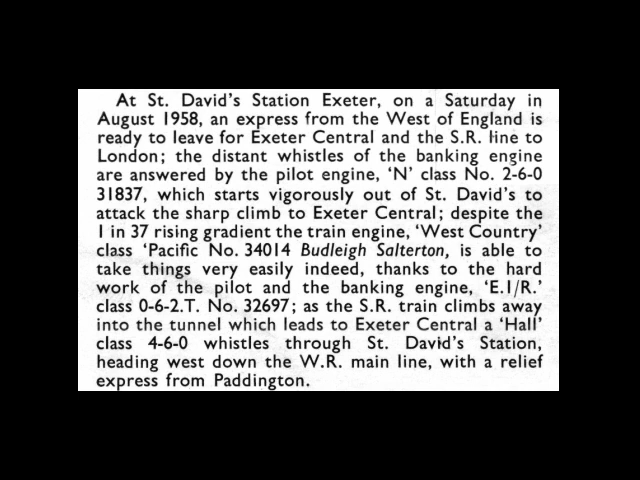 At St. David's Station Exeter, on a Saturday in
August 1958, an express from the West of England is
ready to leave for Exeter Central and the S.R. line to
London; the distant whistles of the banking engine
are answered by the pilot engine, 'N' class No. 2-6-0
31837, which starts vigorously out of St. David's to
attack the sharp climb to Exeter Central; despite the
1 in 37 rising gradient the train engine, 'West Country'
class 'Pacific No. 34014 Budleigh Salterton, is able to
take things very easily indeed, thanks to the hard
work of the pilot and the banking engine, 'E.1/R.'
class 0-6-2.T. No. 32697; as the S.R. train climbs away
into the tunnel which leads to Exeter Central a 'Hall'
class 4-6-0 whistles through St. David's Station,
heading west down the W.R. main line, with a relief
express from Paddington.